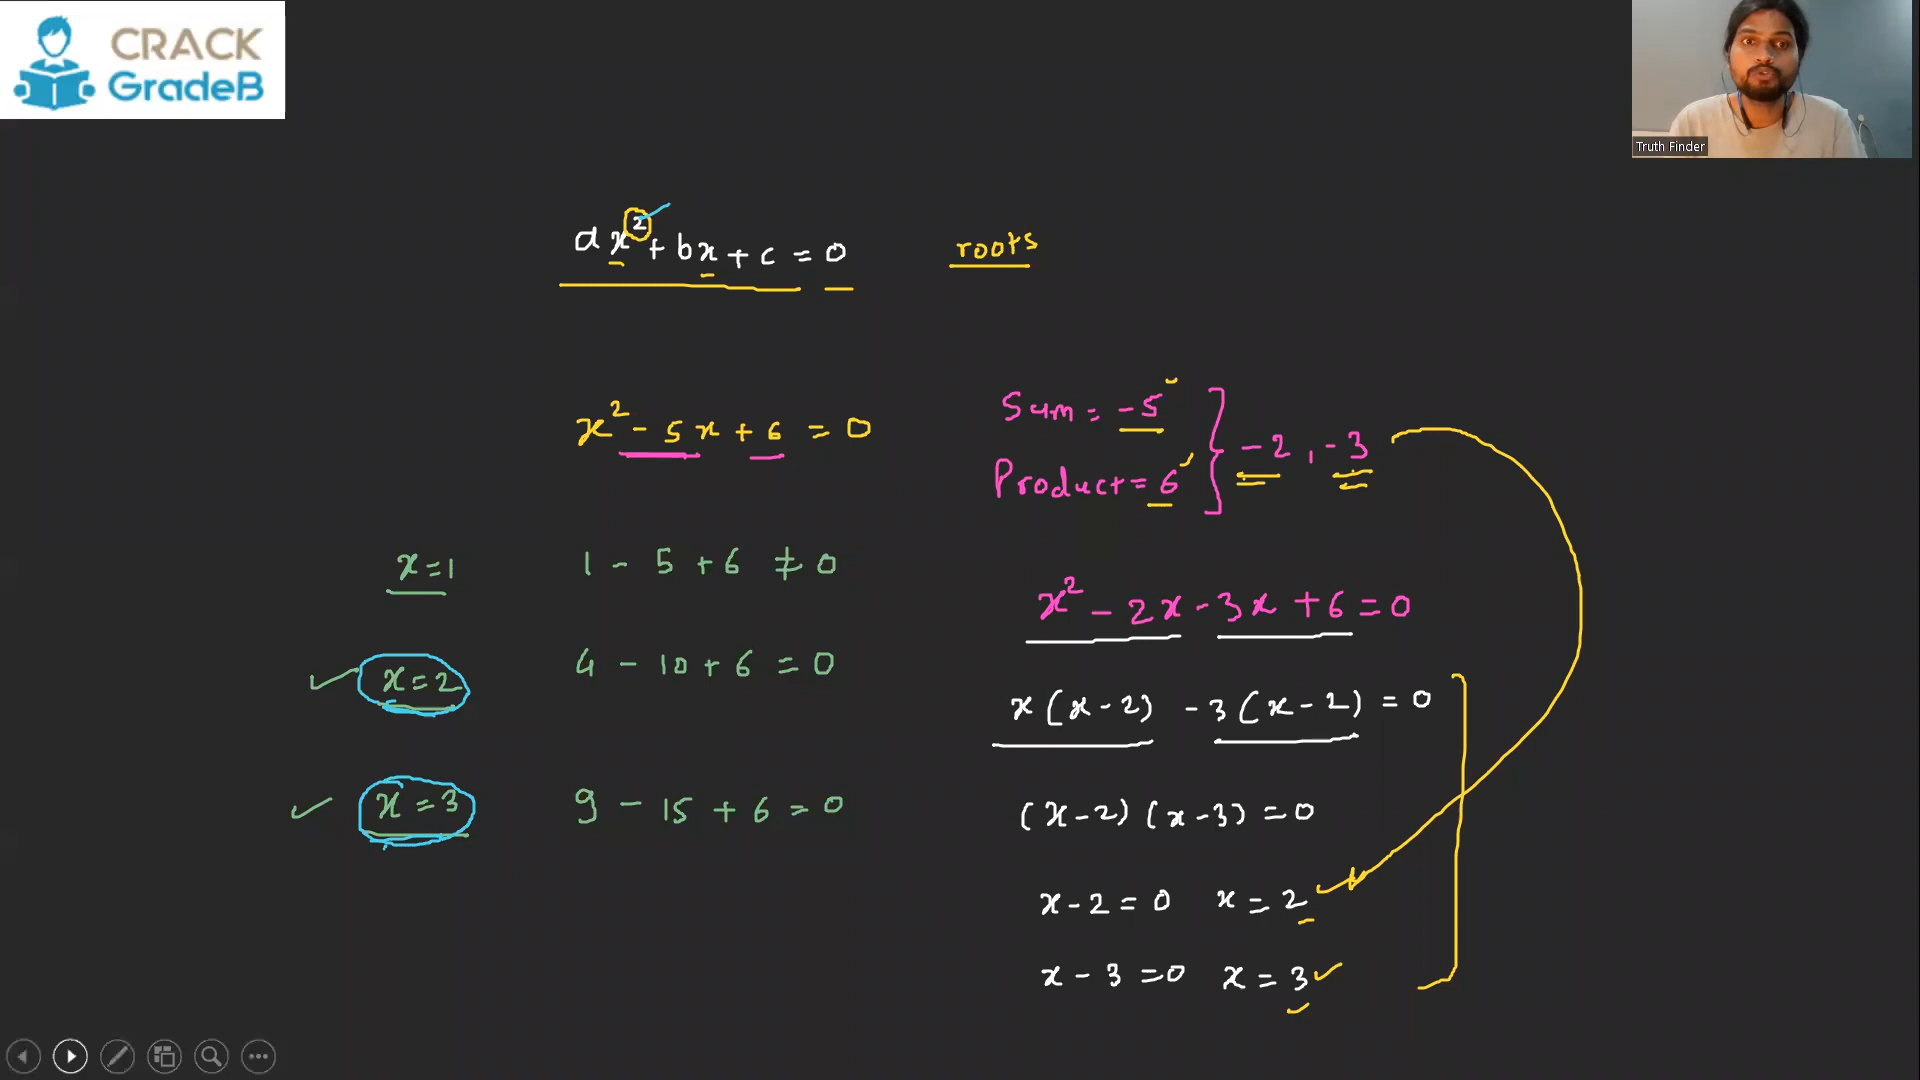 CRACK
GradeB
Truth Finder
ax² + bx + c = 0
roots
x² - 5x + 6 = 0
Sum = -5
Product = 6
-2, -3
x = 1
1 - 5 + 6 ≠ 0
x = 2
4 - 10 + 6 = 0
x = 3
9 - 15 + 6 = 0
x² - 2x - 3x + 6 = 0
x(x-2) - 3(x-2) = 0
(x-2)(x-3) = 0
x-2 = 0 x = 2
x - 3 = 0 x = 3